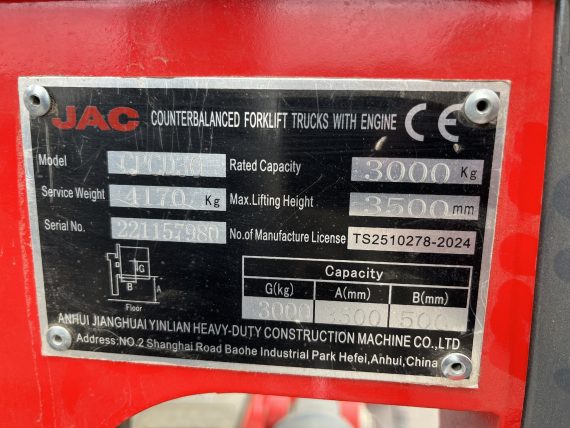 JAC COUNTERBALANCED FORKLIFT TRUCKS WITH ENGINE CE
Model CPCD30 Rated Capacity 3000 Kg
Service Weight 4170 Kg Max.Lifting Height 3500 mm
Serial No. 221157980 No.of Manufacture License TS2510278-2024
Capacity
G(kg) A(mm) B(mm)
3000 3500 500
G
B
A
Floor
ANHUI JIANGHUAI YINLIAN HEAVY-DUTY CONSTRUCTION MACHINE CO.,LTD
Address:NO.2 Shanghai Road Baohe Industrial Park Hefei,Anhui,China